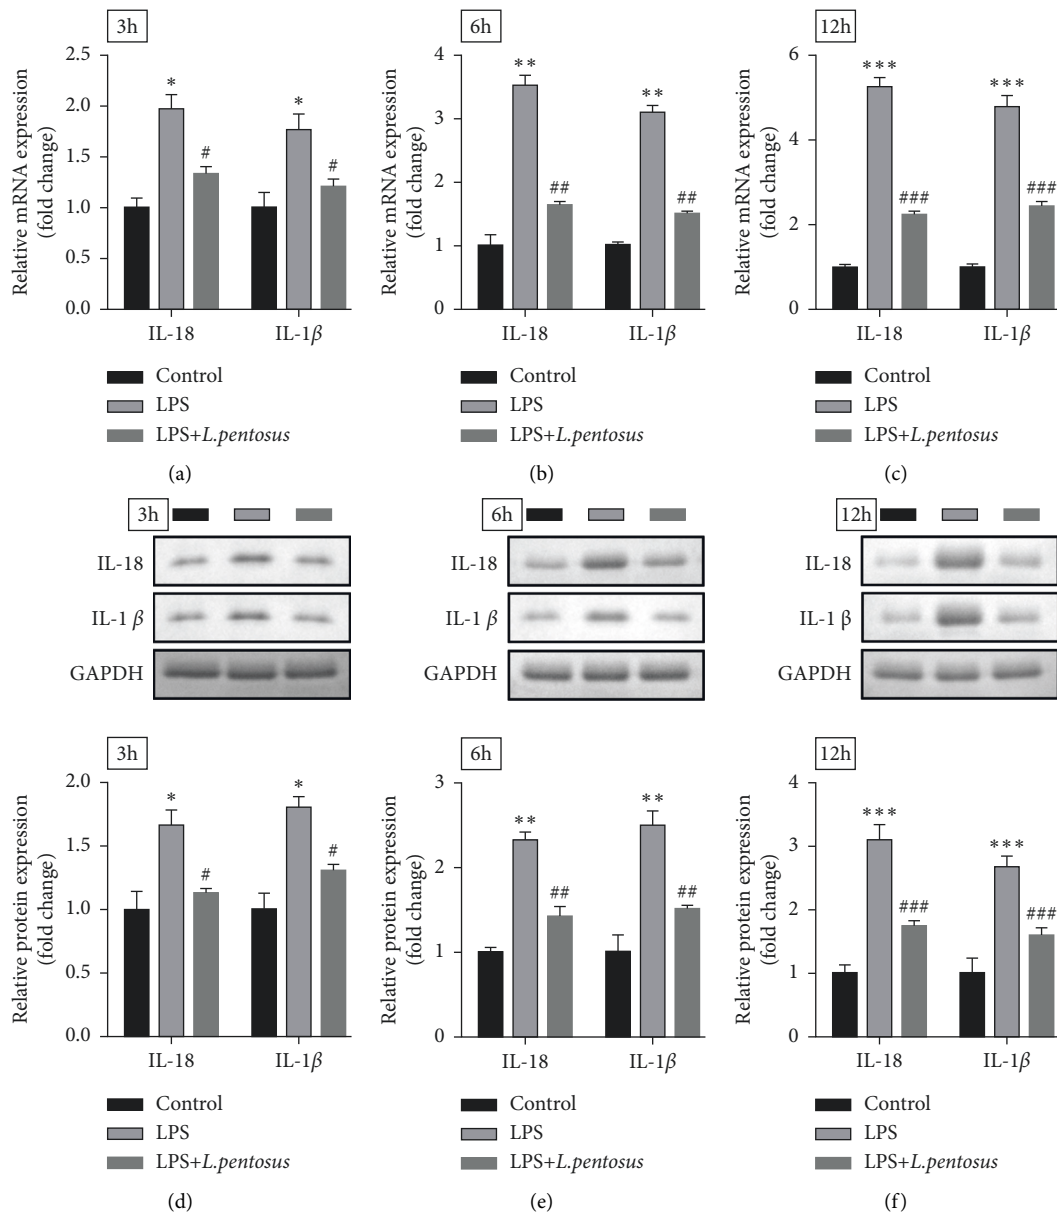 3h
Relative mRNA expression
(fold change)
2.5
2.0
1.5
1.0
0.5
0.0
*
#
*
#
IL-18
IL-1β
Control
LPS
LPS+L.pentosus
(a)
6h
Relative mRNA expression
(fold change)
4
3
2
1
0
**
##
**
##
IL-18
IL-1β
Control
LPS
LPS+L.pentosus
(b)
12h
Relative mRNA expression
(fold change)
6
4
2
0
***
###
***
###
IL-18
IL-1β
Control
LPS
LPS+L.pentosus
(c)
3h
IL-18
IL-1 β
GAPDH
6h
IL-18
IL-1 β
GAPDH
12h
IL-18
IL-1 β
GAPDH
3h
Relative protein expression
(fold change)
2.0
1.5
1.0
0.5
0.0
*
#
*
#
IL-18
IL-1β
Control
LPS
LPS+L.pentosus
(d)
6h
Relative protein expression
(fold change)
3
2
1
0
**
##
**
##
IL-18
IL-1β
Control
LPS
LPS+L.pentosus
(e)
12h
Relative protein expression
(fold change)
4
3
2
1
0
***
###
***
###
IL-18
IL-1β
Control
LPS
LPS+L.pentosus
(f)